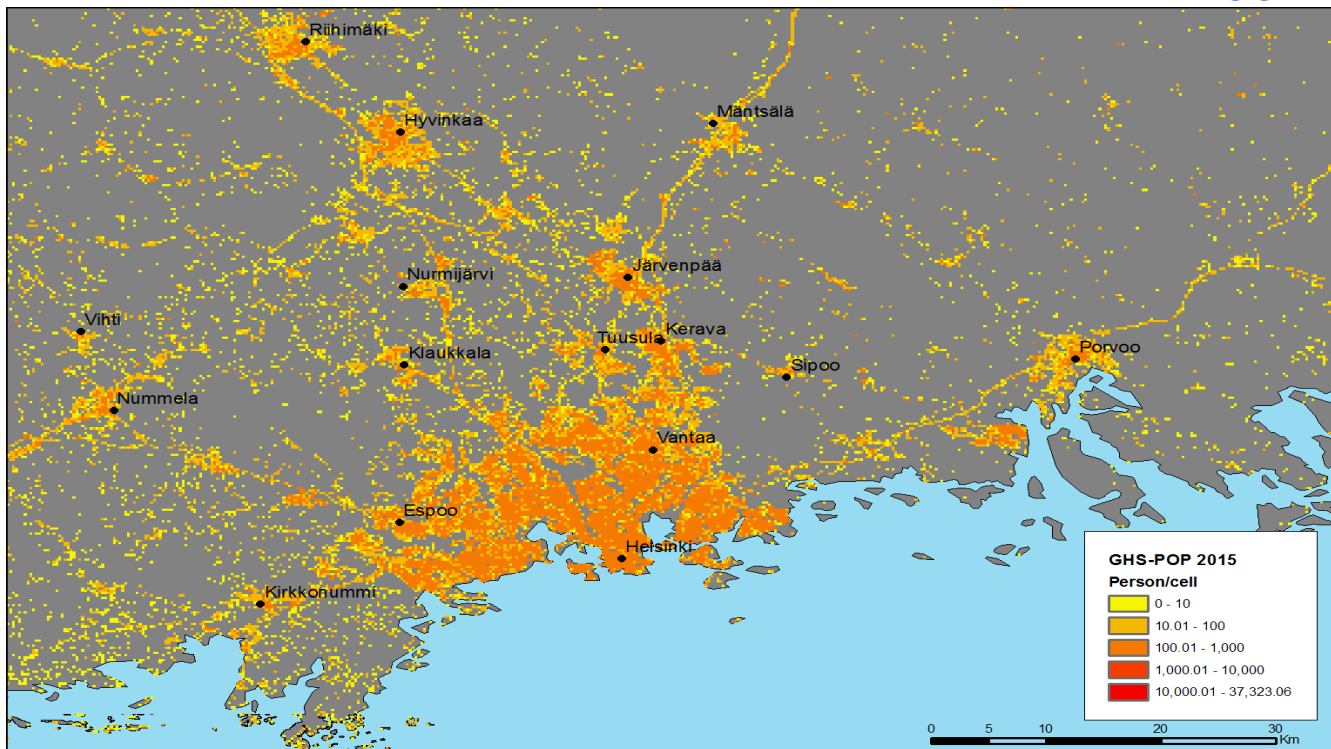 Riihimäki
Mäntsälä
Hyvinkää
Järvenpää
Nurmijärvi
Vihti
Kerava
Tuusula
Klaukkala
Sipoo
Porvoo
Nummela
Vantaa
Espoo
Helsinki
Kirkkonummi
GHS-POP 2015
Person/cell
0 - 10
10.01 - 100
100.01 - 1,000
1,000.01 - 10,000
10,000.01 - 37,323.06
0 5 10 20 30
Km